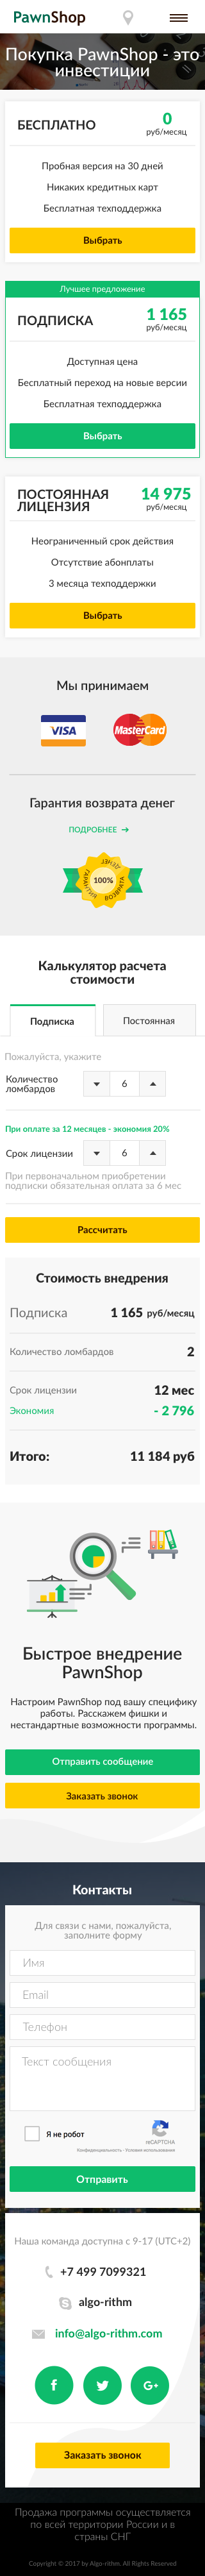 PawnShop
Покупка PawnShop - это
инвестиции
БЕСПЛАТНО
0
руб/месяц
Пробная версия на 30 дней
Никаких кредитных карт
Бесплатная техподдержка
Выбрать
Лучшее предложение
ПОДПИСКА
1 165
руб/месяц
Доступная цена
Бесплатный переход на новые версии
Бесплатная техподдержка
Выбрать
ПОСТОЯННАЯ
ЛИЦЕНЗИЯ
14 975
руб/месяц
Неограниченный срок действия
Отсутствие абонплаты
3 месяца техподдержки
Выбрать
Мы принимаем
VISA
MasterCard
Гарантия возврата денег
ПОДРОБНЕЕ ➔
ГАРАНТИЯ ВОЗВРАТА ДЕНЕГ
100%
Калькулятор расчета
стоимости
Подписка
Постоянная
Пожалуйста, укажите
Количество
ломбардов
6
При оплате за 12 месяцев - экономия 20%
Срок лицензии
6
При первоначальном приобретении
подписки обязательная оплата за 6 мес
Рассчитать
Стоимость внедрения
Подписка
1 165 руб/месяц
Количество ломбардов
2
Срок лицензии
12 мес
Экономия
- 2 796
Итого:
11 184 руб
Быстрое внедрение
PawnShop
Настроим PawnShop под вашу специфику
работы. Расскажем фишки и
нестандартные возможности программы.
Отправить сообщение
Заказать звонок
Контакты
Для связи с нами, пожалуйста,
заполните форму
Имя
Email
Телефон
Текст сообщения
Я не робот
reCAPTCHA
Конфиденциальность - Условия использования
Отправить
Наша команда доступна с 9-17 (UTC+2)
+7 499 7099321
algo-rithm
info@algo-rithm.com
f
G+
Заказать звонок
Продажа программы осуществляется
по всей территории России и в
страны СНГ
Copyright © 2017 by Algo-rithm. All Rights Reserved